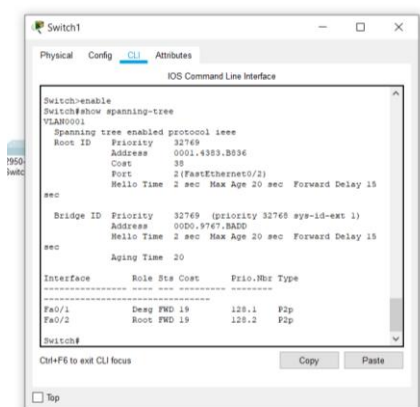 Switch1
Physical Config CLI Attributes
IOS Command Line Interface
Switch>enable
Switch#show spanning-tree
VLAN0001
Spanning tree enabled protocol ieee
Root ID Priority 32769
Address 0001.4383.B836
Cost 38
Port 2(FastEthernet0/2)
Hello Time 2 sec Max Age 20 sec Forward Delay 15
sec
Bridge ID Priority 32769 (priority 32768 sys-id-ext 1)
Address 00D0.9767.BADD
Hello Time 2 sec Max Age 20 sec Forward Delay 15
sec
Aging Time 20
Interface Role Sts Cost Prio.Nbr Type
---------------- ---- --- --------- -------- --------------------------------
Fa0/1 Desg FWD 19 128.1 P2p
Fa0/2 Root FWD 19 128.2 P2p
Switch#
Ctrl+F6 to exit CLI focus
Copy Paste
Top
2950-
Switc